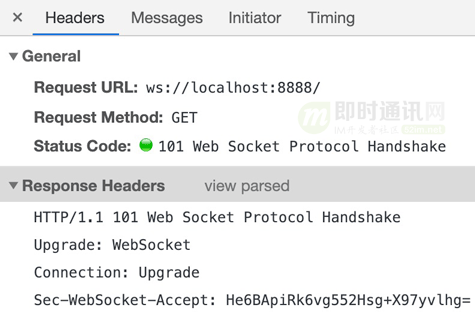 × Headers Messages Initiator Timing
▼General
Request URL: ws://localhost:8888/
Request Method: GET
即时通讯网
Status Code: 101 Web Socket Protocol Handshake
▼Response Headers view parsed
HTTP/1.1 101 Web Socket Protocol Handshake
Upgrade: WebSocket
Connection: Upgrade
Sec-WebSocket-Accept: He6BApiRk6vg552Hsg+X97yvlhg=